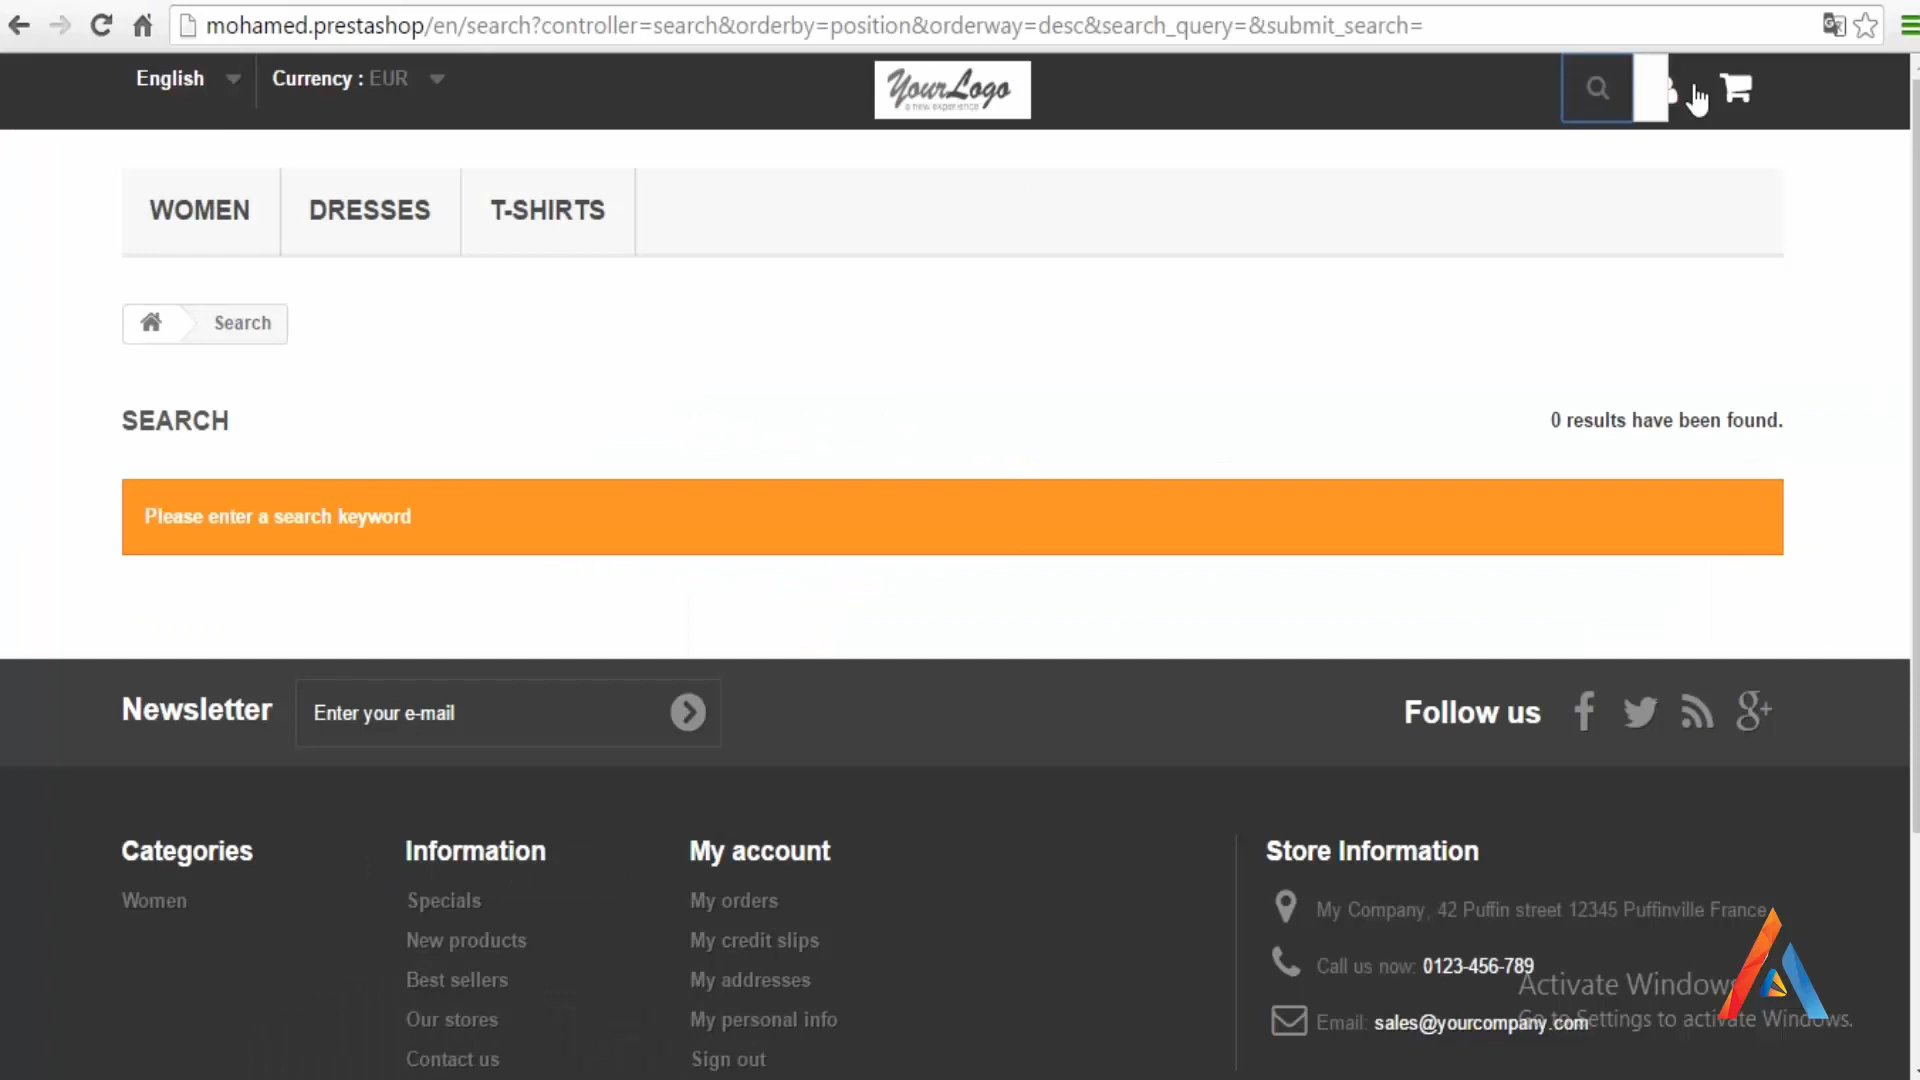 mohamed.prestashop/en/search?controller=search&orderby=position&orderway=desc&search_query=&submit_search=
English
Currency : EUR
YourLogo
a new experience
WOMEN
DRESSES
T-SHIRTS
Search
SEARCH
0 results have been found.
Please enter a search keyword
Newsletter
Enter your e-mail
Follow us
Categories
Women
Information
Specials
New products
Best sellers
Our stores
Contact us
My account
My orders
My credit slips
My addresses
My personal info
Sign out
Store Information
My Company, 42 Puffin street 12345 Puffinville France
Call us now: 0123-456-789
Email: sales@yourcompany.com
Activate Windows
Go to Settings to activate Windows.